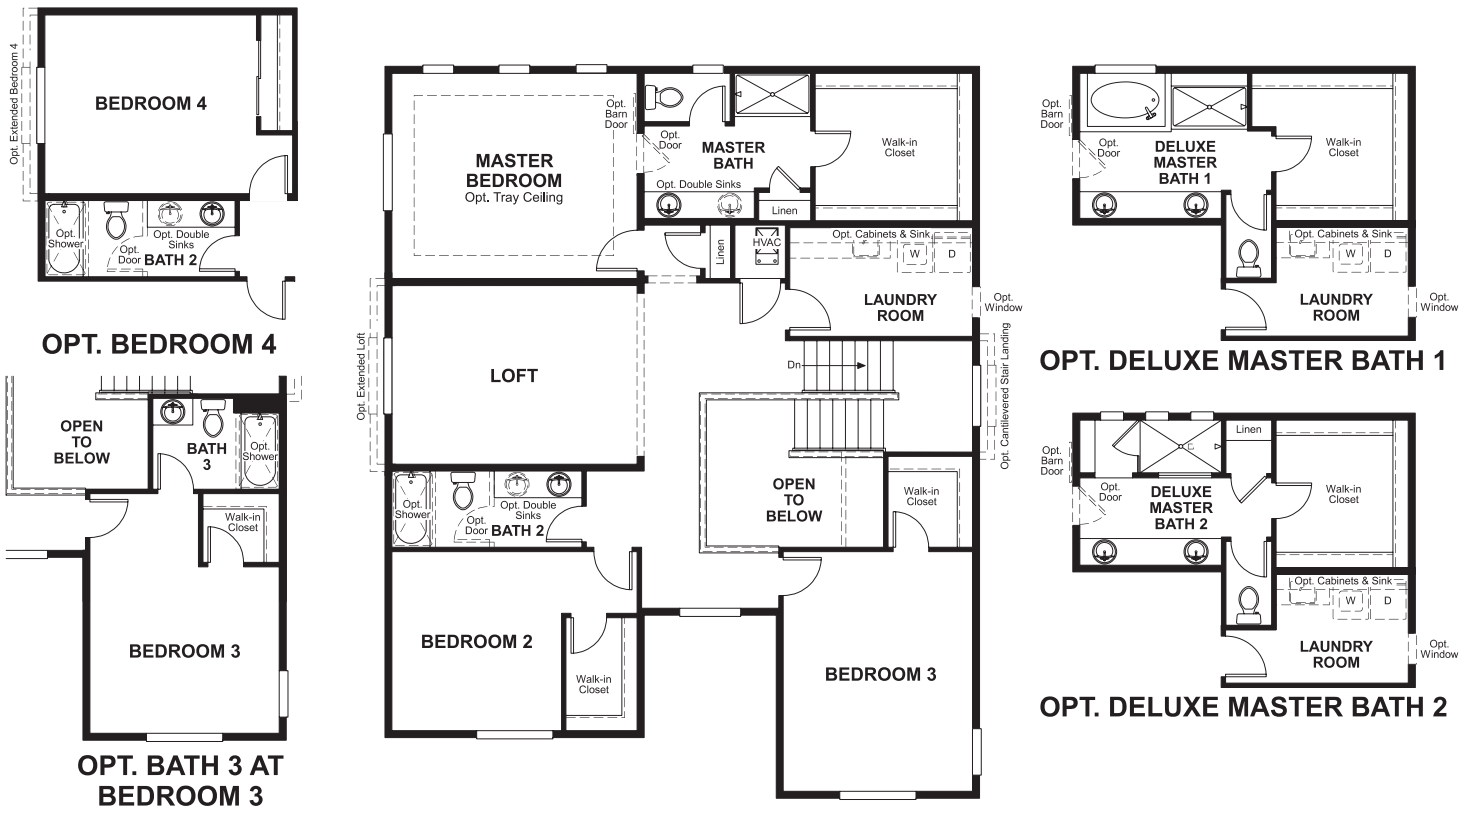 Opt. Extended Bedroom 4
BEDROOM 4
Opt.
Shower
Opt.
Door
Opt. Double
Sinks
BATH 2
OPT. BEDROOM 4
OPEN
TO
BELOW
BATH
3
Opt.
Shower
Walk-in
Closet
BEDROOM 3
OPT. BATH 3 AT
BEDROOM 3
MASTER
BEDROOM
Opt. Tray Ceiling
Opt.
Barn
Door
Opt.
Door
MASTER
BATH
Opt. Double Sinks
Linen
Walk-in
Closet
Linen
HVAC
Opt. Cabinets & Sink
W
D
LAUNDRY
ROOM
Opt.
Window
Opt. Extended Loft
LOFT
Dn
Opt. Cantilevered Stair Landing
OPEN
TO
BELOW
Walk-in
Closet
Opt.
Shower
Opt.
Door
Opt. Double
Sinks
BATH 2
BEDROOM 2
Walk-in
Closet
BEDROOM 3
Opt.
Barn
Door
Opt.
Door
DELUXE
MASTER
BATH 1
Walk-in
Closet
Opt. Cabinets & Sink
W
D
LAUNDRY
ROOM
Opt.
Window
OPT. DELUXE MASTER BATH 1
Opt.
Barn
Door
Opt.
Door
Linen
DELUXE
MASTER
BATH 2
Walk-in
Closet
Opt. Cabinets & Sink
W
D
LAUNDRY
ROOM
Opt.
Window
OPT. DELUXE MASTER BATH 2